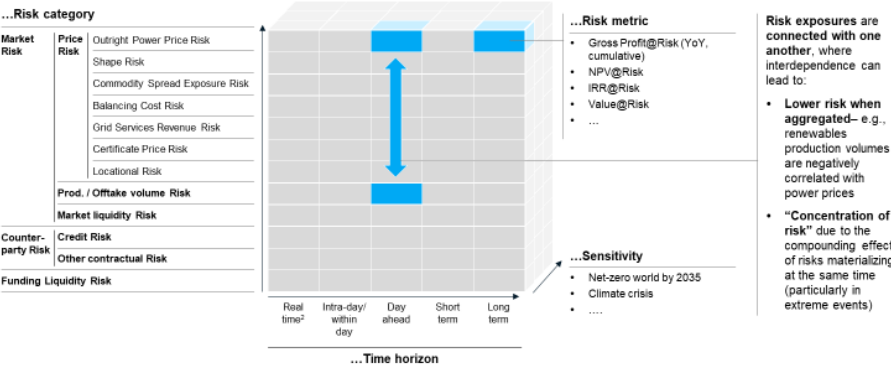 ...Risk category
Market Risk
Price Risk
Outright Power Price Risk
Shape Risk
Commodity Spread Exposure Risk
Balancing Cost Risk
Grid Services Revenue Risk
Certificate Price Risk
Locational Risk
Prod. / Offtake volume Risk
Market liquidity Risk
Counter-
party Risk
Credit Risk
Other contractual Risk
Funding Liquidity Risk
Real
time2
Intra-day/
within
day
Day
ahead
Short
term
Long
term
...Time horizon
...Risk metric
• Gross Profit@Risk (YoY,
cumulative)
• NPV@Risk
• IRR@Risk
• Value@Risk
• ...
...Sensitivity
• Net-zero world by 2035
• Climate crisis
• ....
Risk exposures are
connected with one
another, where
interdependence can
lead to:
• Lower risk when
aggregated– e.g.,
renewables
production volumes
are negatively
correlated with
power prices
• “Concentration of
risk” due to the
compounding effect
of risks materializing
at the same time
(particularly in
extreme events)